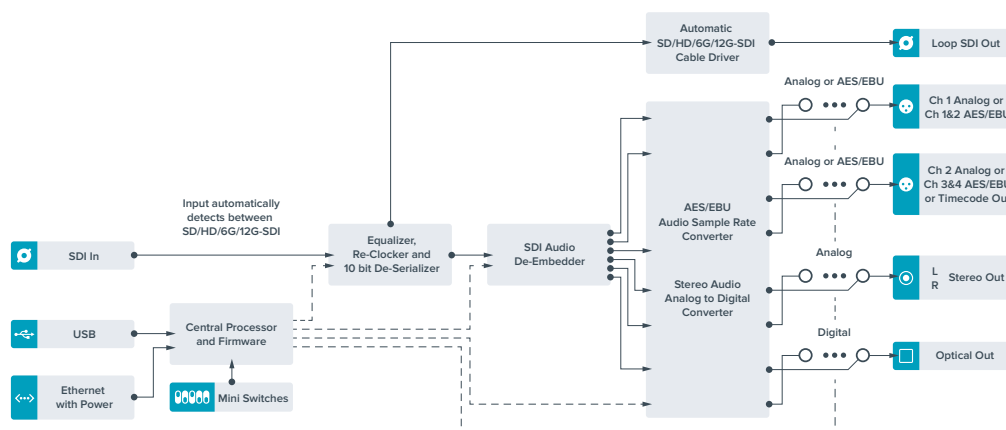 Automatic
SD/HD/6G/12G-SDI
Cable Driver
Loop SDI Out
Analog or AES/EBU
Ch 1 Analog or
Ch 1&2 AES/EBU
Analog or AES/EBU
Ch 2 Analog or
Ch 3&4 AES/EBU
or Timecode Ou
Input automatically
detects between
SD/HD/6G/12G-SDI
AES/EBU
Audio Sample Rate
Converter
Equalizer,
Re-Clocker and
10 bit De-Serializer
SDI Audio
De-Embedder
SDI In
Analog
L
R
Stereo Out
Stereo Audio
Analog to Digital
Converter
USB
Central Processor
and Firmware
Digital
Optical Out
Ethernet
with Power
Mini Switches